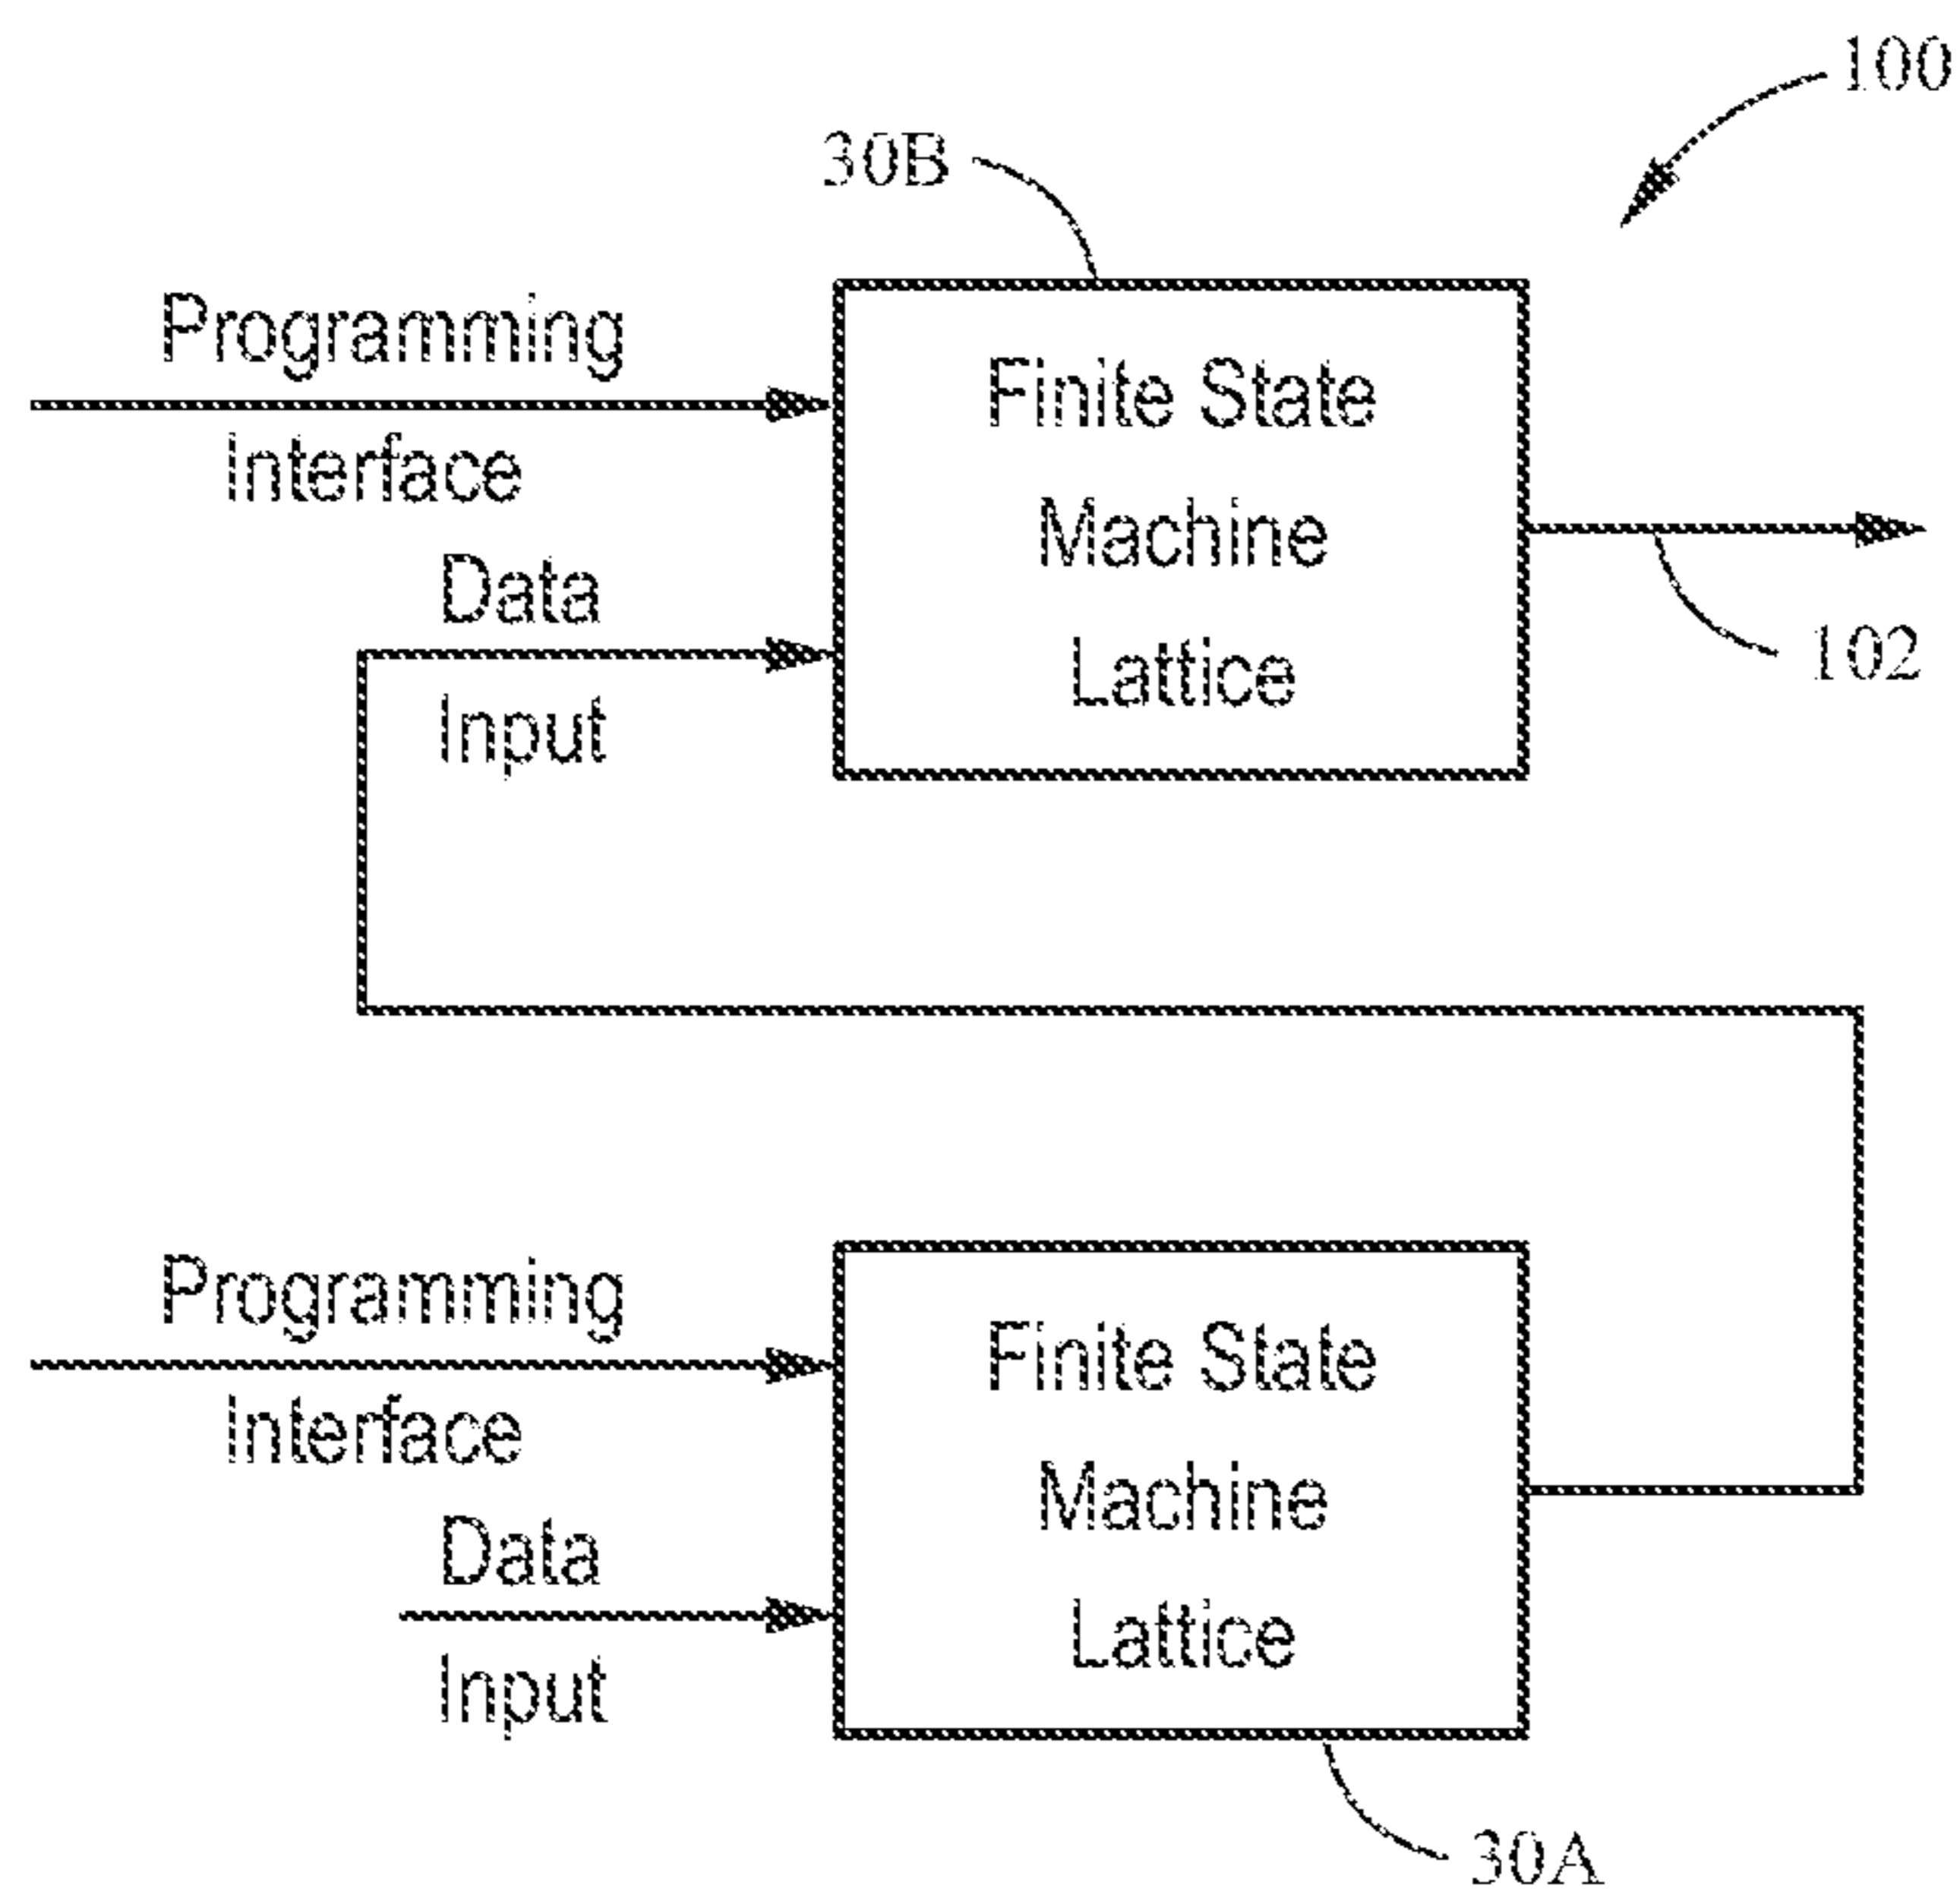 100
30B
Programming
Interface
Data
Input
Finite State
Machine
Lattice
102
Programming
Interface
Data
Input
Finite State
Machine
Lattice
30A